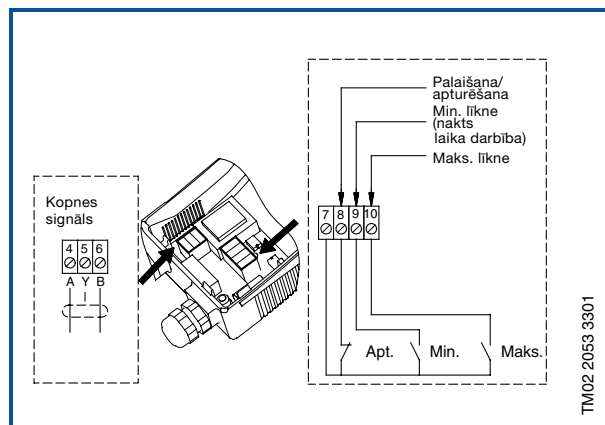 Palaišana/
apturēšana
Min. līkne
(nakts
laika darbība)
Maks. līkne
7 8 9 10
Kopnes
signāls
4 5 6
A Y B
Apt. Min. Maks.
TM02 2053 3301